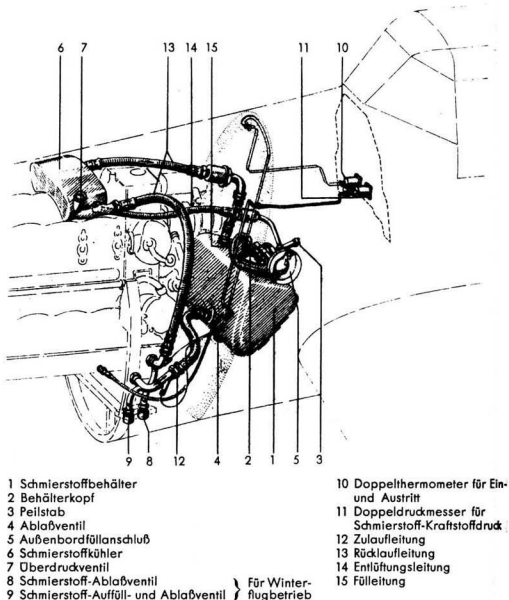 6 7 13 14 15 11 10
9 8 12 4 2 1 5 3
1 Schmierstoffbehälter
2 Behälterkopf
3 Peilstab
4 Ablaßventil
5 Außenbordfüllanschluß
6 Schmierstoffkühler
7 Überdruckventil
8 Schmierstoff-Ablaßventil
9 Schmierstoff-Auffüll- und Ablaßventil
} Für Winter-
flugbetrieb
10 Doppelthermometer für Ein-
und Austritt
11 Doppeldruckmesser für
Schmierstoff-Kraftstoffdruck
12 Zulaufleitung
13 Rücklaufleitung
14 Entlüftungsleitung
15 Fülleitung